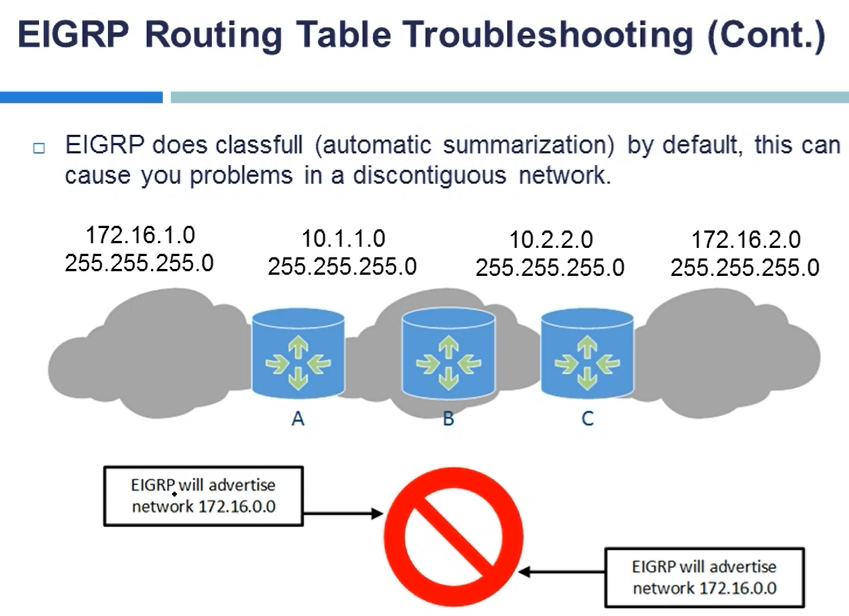 EIGRP Routing Table Troubleshooting (Cont.)
EIGRP does classfull (automatic summarization) by default, this can
cause you problems in a discontiguous network.
172.16.1.0
255.255.255.0
10.1.1.0
255.255.255.0
10.2.2.0
255.255.255.0
172.16.2.0
255.255.255.0
A
B
C
EIGRP will advertise
network 172.16.0.0
EIGRP will advertise
network 172.16.0.0